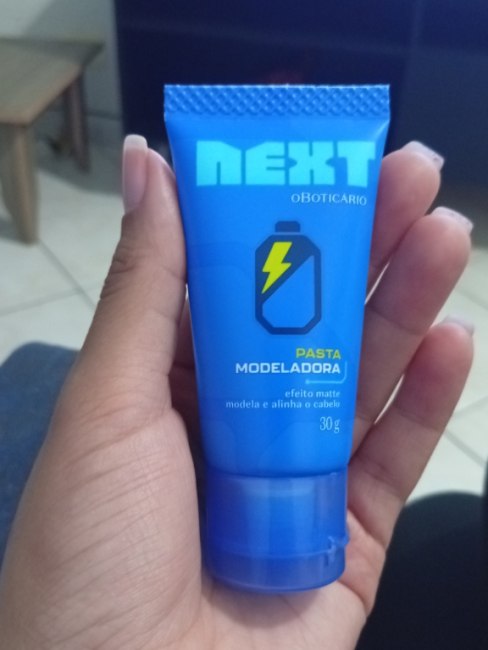 NEXT
OBOTICÁRIO
PASTA
MODELADORA
efeito matte
modela e alinha o cabelo
30g